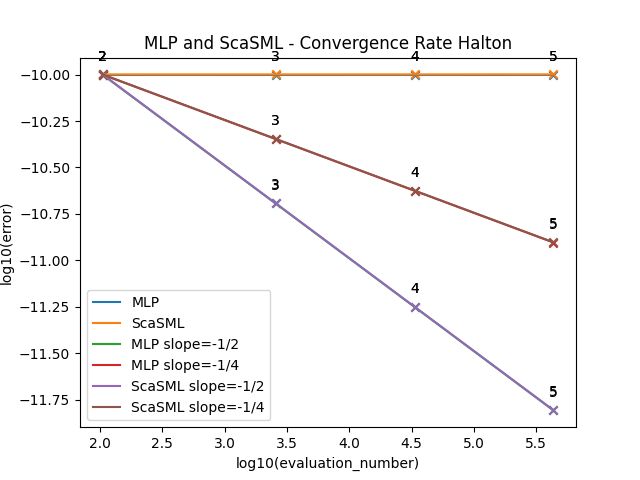 MLP and ScaSML - Convergence Rate Halton
2
3
4
5
3
4
5
3
4
5
−10.00
−10.25
−10.50
−10.75
−11.00
−11.25
−11.50
−11.75
log10(error)
MLP
ScaSML
MLP slope=-1/2
MLP slope=-1/4
ScaSML slope=-1/2
ScaSML slope=-1/4
2.0
2.5
3.0
3.5
4.0
4.5
5.0
5.5
log10(evaluation_number)